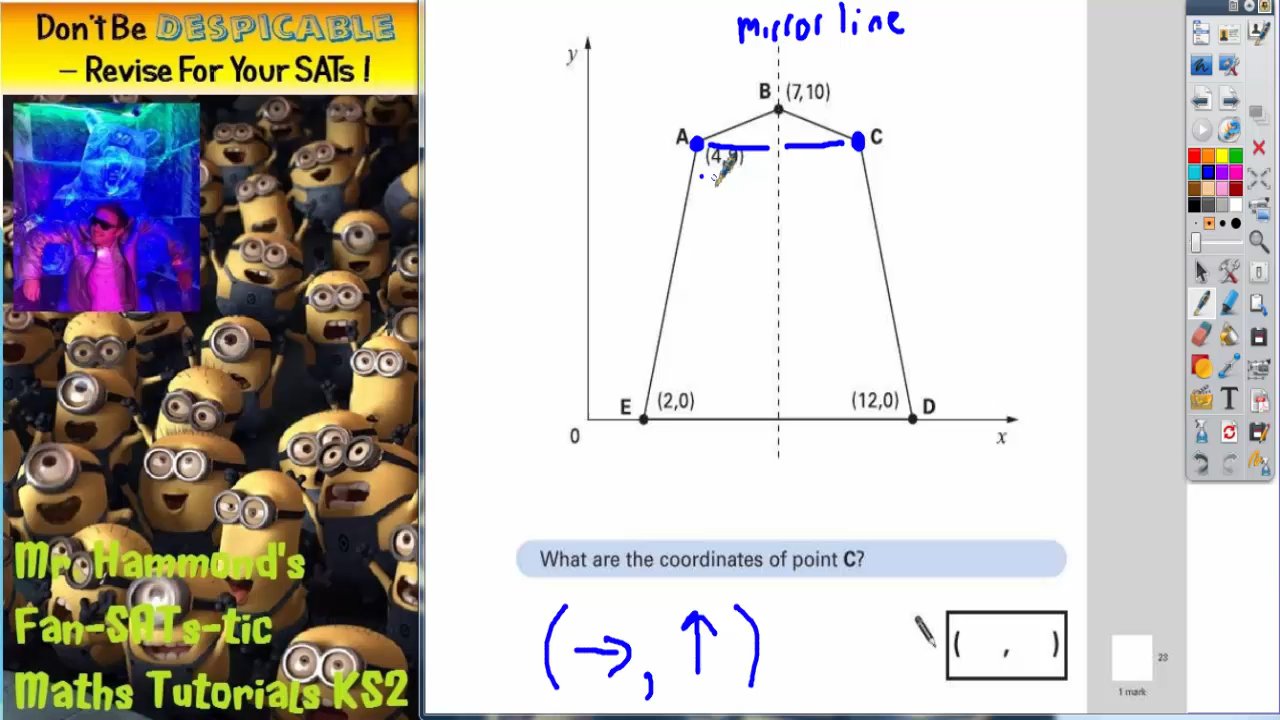 Don't Be DESPICABLE
– Revise For Your SATs !
Mr. Hammond's
Fan-SATs-tic
Maths Tutorials KS2
mirror line
y
B (7, 10)
A
C
(4,9)
E (2,0)
(12,0) D
0
x
What are the coordinates of point C?
(→, ↑)
( , )
23
1 mark